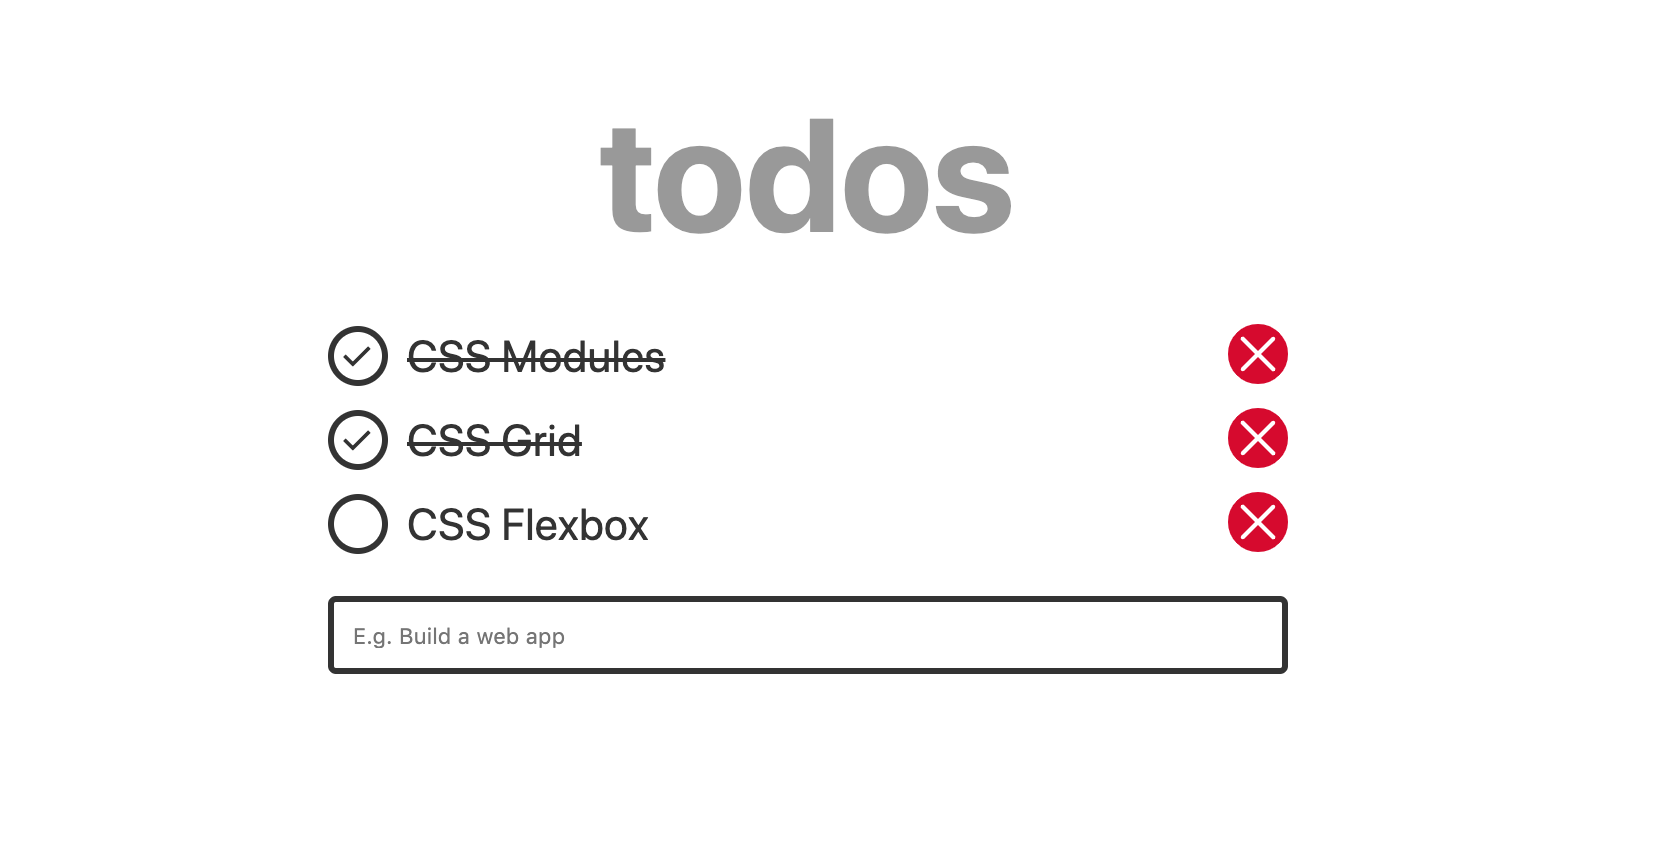 todos
CSS Modules
CSS Grid
CSS Flexbox
E.g. Build a web app